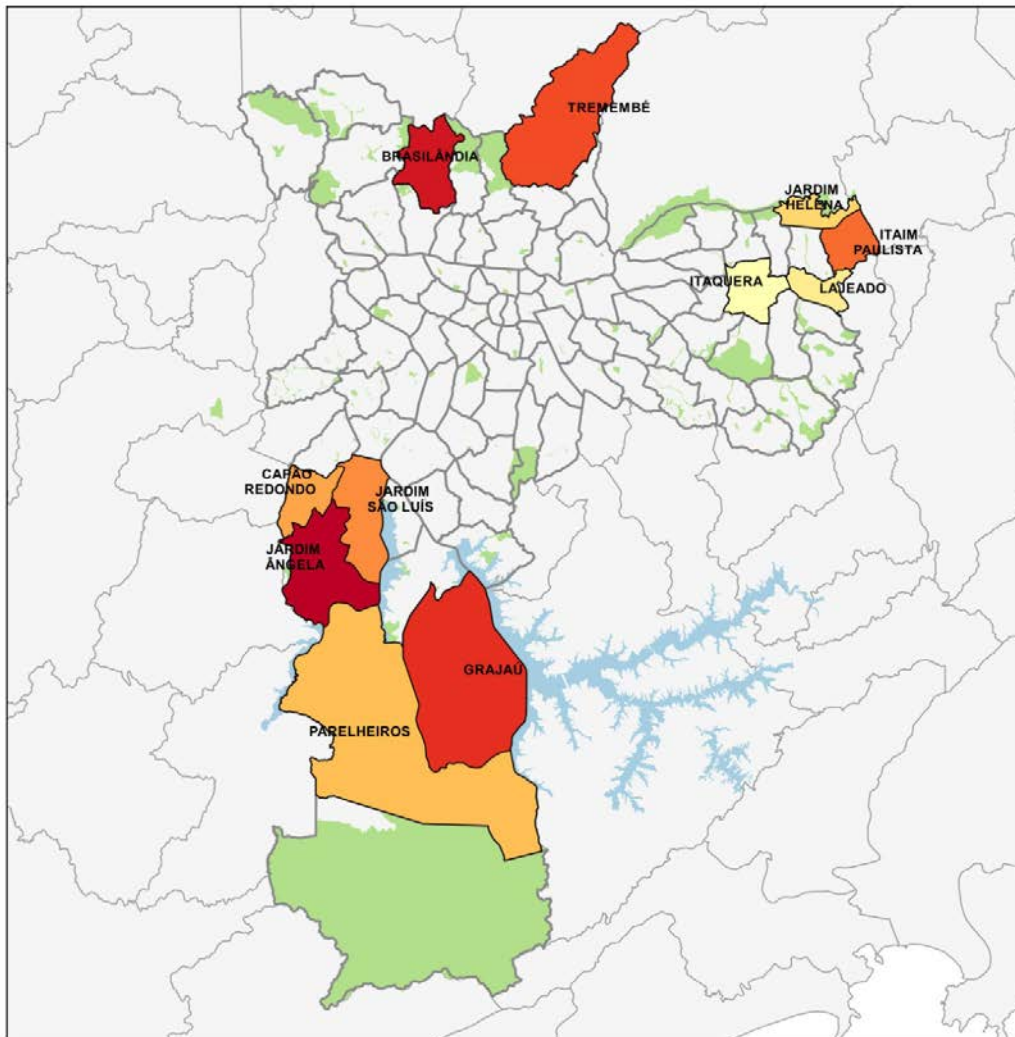 TREMEMBÉ
BRASILÂNDIA
JARDIM
HELENA
ITAIM
PAULISTA
ITAQUERA
LAJEADO
CAPÃO
REDONDO
JARDIM
SÃO LUÍS
JARDIM
ÂNGELA
GRAJAÚ
PARELHEIROS